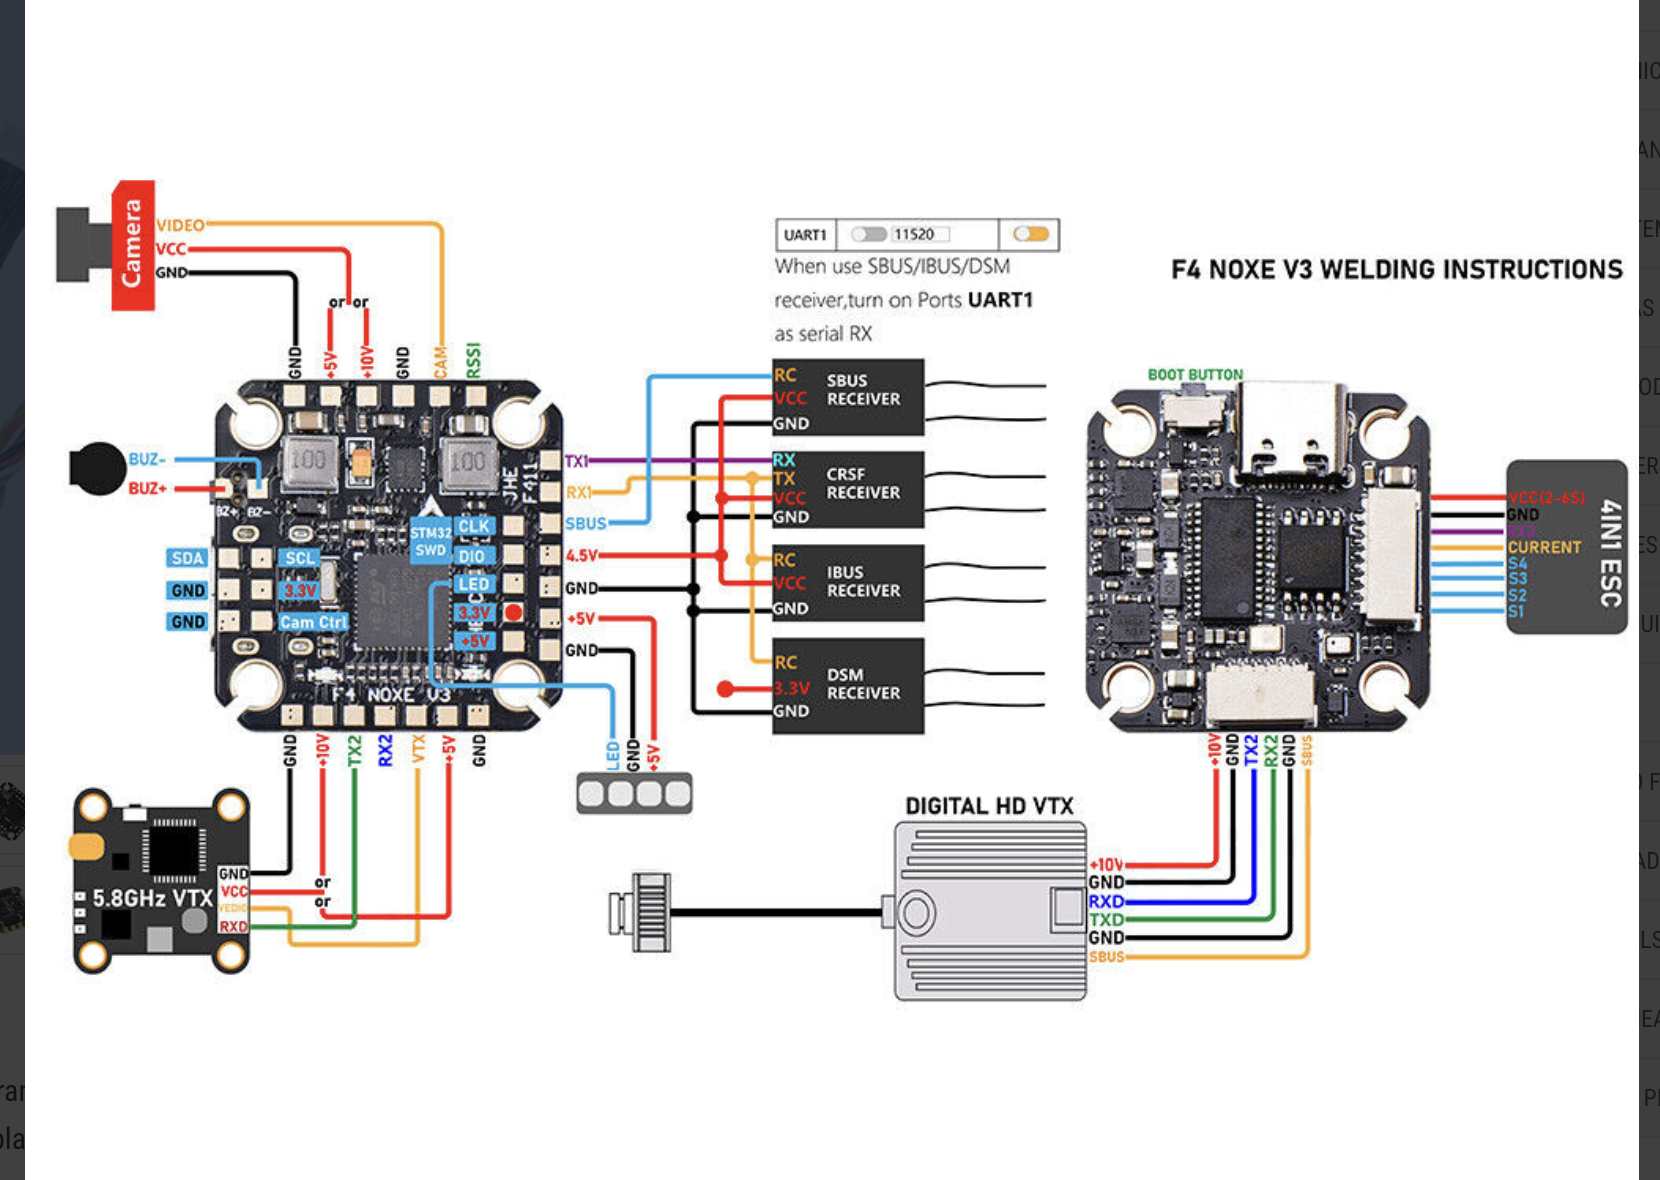 F4 NOXE V3 WELDING INSTRUCTIONS
Camera
VIDEO
VCC
GND
or or
GND
+5V
+10V
GND
CAM
RSSI
BUZ-
BUZ+
BZ+ BZ-
100
100
JHE
F411
STM32
SWD
CLK
DIO
LED
3.3V
+5V
SDA
GND
GND
SCL
3.3V
Cam Ctrl
F4 NOXE V3
TX1
RX1
SBUS
4.5V
GND
+5V
GND
GND
+10V
TX2
RX2
VTX
+5V
GND
LED
GND
+5V
5.8GHz VTX
GND
VCC
VEDIO
RXD
or
or
UART1 11520
When use SBUS/IBUS/DSM
receiver,turn on Ports UART1
as serial RX
RC
VCC
GND
SBUS
RECEIVER
RX
TX
VCC
GND
CRSF
RECEIVER
RC
VCC
GND
IBUS
RECEIVER
RC
3.3V
GND
DSM
RECEIVER
BOOT BUTTON
VCC(2-6S)
GND
CURRENT
S4
S3
S2
S1
4IN1 ESC
+10V
GND
TX2
RX2
GND
SBUS
DIGITAL HD VTX
+10V
GND
RXD
TXD
GND
SBUS